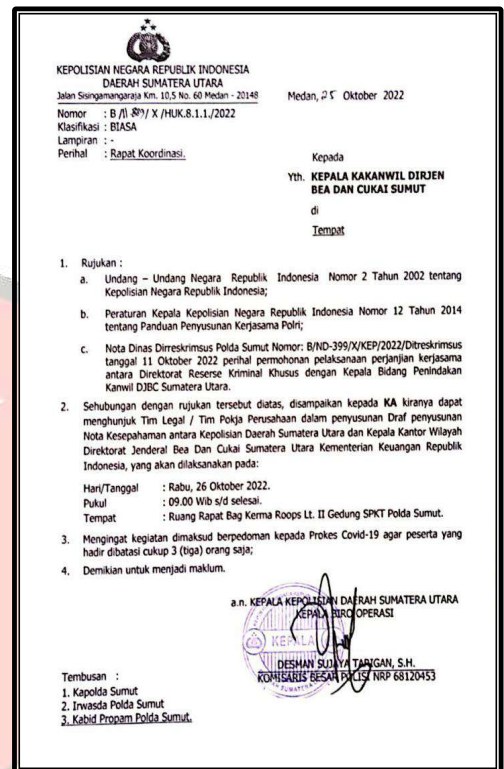 KEPOLISIAN NEGARA REPUBLIK INDONESIA
DAERAH SUMATERA UTARA
Jalan Sisingamangaraja Km. 10,5 No. 60 Medan - 20148
Medan, 25 Oktober 2022
Nomor : B / / X /HUK.8.1.1./2022
Klasifikasi : BIASA
Lampiran : -
Perihal : Rapat Koordinasi.
Kepada
Yth. KEPALA KAKANWIL DIRJEN
BEA DAN CUKAI SUMUT
di
Tempat
1. Rujukan :
a. Undang – Undang Negara Republik Indonesia Nomor 2 Tahun 2002 tentang
Kepolisian Negara Republik Indonesia;
b. Peraturan Kepala Kepolisian Negara Republik Indonesia Nomor 12 Tahun 2014
tentang Panduan Penyusunan Kerjasama Polri;
c. Nota Dinas Dirreskrimsus Polda Sumut Nomor: B/ND-399/X/KEP/2022/Ditreskrimsus
tanggal 11 Oktober 2022 perihal permohonan pelaksanaan perjanjian kerjasama
antara Direktorat Reserse Kriminal Khusus dengan Kepala Bidang Penindakan
Kanwil DJBC Sumatera Utara.
2. Sehubungan dengan rujukan tersebut diatas, disampaikan kepada KA kiranya dapat
menghunjuk Tim Legal / Tim Pokja Perusahaan dalam penyusunan Draf penyusunan
Nota Kesepahaman antara Kepolisian Daerah Sumatera Utara dan Kepala Kantor Wilayah
Direktorat Jenderal Bea Dan Cukai Sumatera Utara Kementerian Keuangan Republik
Indonesia, yang akan dilaksanakan pada:
Hari/Tanggal : Rabu, 26 Oktober 2022.
Pukul : 09.00 Wib s/d selesai.
Tempat : Ruang Rapat Bag Kerma Roops Lt. II Gedung SPKT Polda Sumut.
3. Mengingat kegiatan dimaksud berpedoman kepada Prokes Covid-19 agar peserta yang
hadir dibatasi cukup 3 (tiga) orang saja;
4. Demikian untuk menjadi maklum.
a.n. KEPALA KEPOLISIAN DAERAH SUMATERA UTARA
KEPALA BIRO OPERASI
KEPALA
DESMAN SUJAYA TARIGAN, S.H.
KOMISARIS BESAR POLISI NRP 68120453
Tembusan :
1. Kapolda Sumut
2. Irwasda Polda Sumut
3. Kabid Propam Polda Sumut.